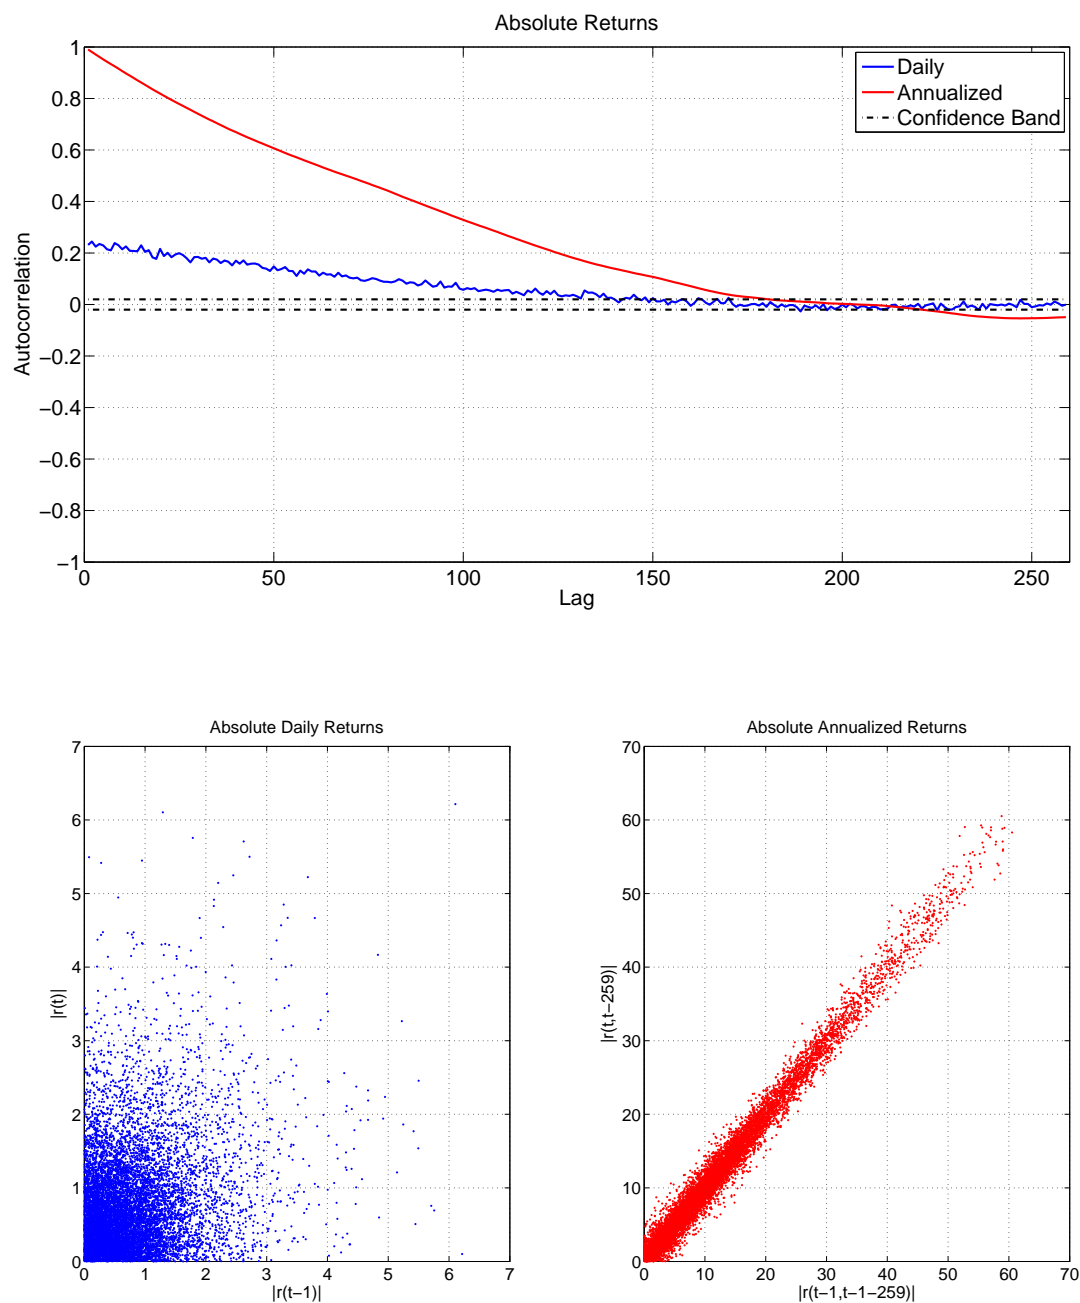 Absolute Returns
1
0.8
0.6
0.4
0.2
0
−0.2
−0.4
−0.6
−0.8
−1
Autocorrelation
Daily
Annualized
Confidence Band
0 50 100 150 200 250
Lag
Absolute Daily Returns
7
6
5
4
3
2
1
0
|r(t)|
0 1 2 3 4 5 6 7
|r(t−1)|
Absolute Annualized Returns
70
60
50
40
30
20
10
0
|r(t,t−259)|
0 10 20 30 40 50 60 70
|r(t−1,t−1−259)|